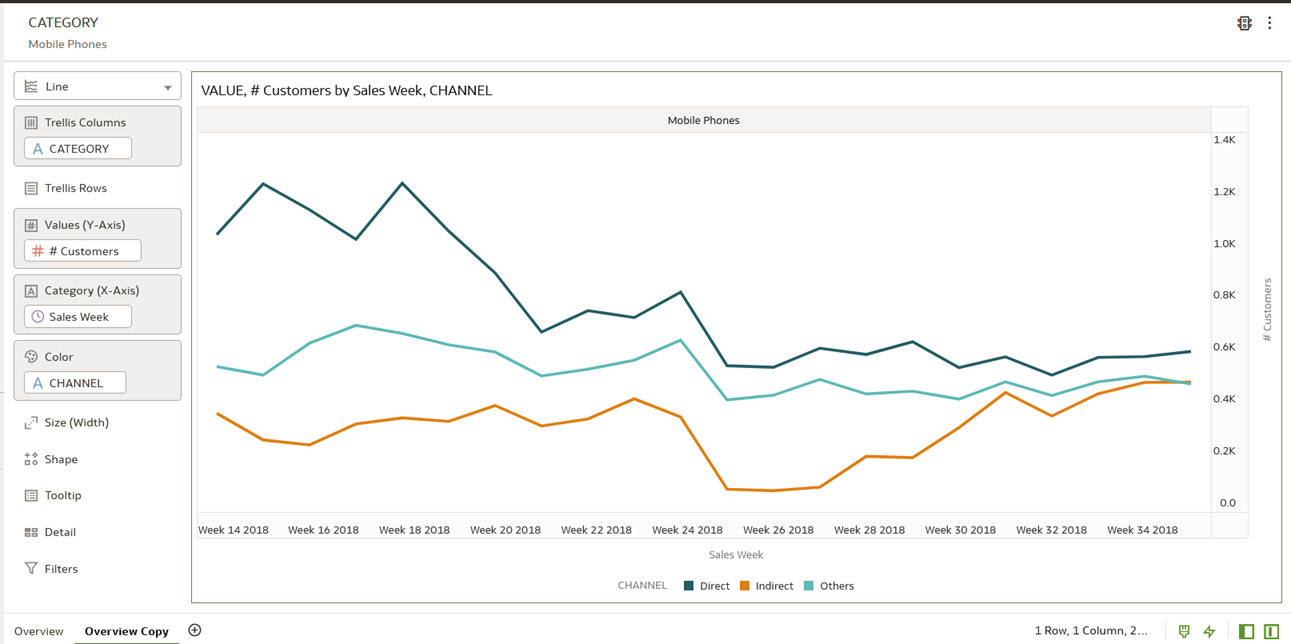 CATEGORY
Mobile Phones
Line
Trellis Columns
CATEGORY
Trellis Rows
Values (Y-Axis)
# Customers
Category (X-Axis)
Sales Week
Color
CHANNEL
Size (Width)
Shape
Tooltip
Detail
Filters
VALUE, # Customers by Sales Week, CHANNEL
Mobile Phones
1.4K
1.2K
1.0K
0.8K
0.6K
0.4K
0.2K
0.0
# Customers
Week 14 2018 Week 16 2018 Week 18 2018 Week 20 2018 Week 22 2018 Week 24 2018 Week 26 2018 Week 28 2018 Week 30 2018 Week 32 2018 Week 34 2018
Sales Week
CHANNEL Direct Indirect Others
Overview Overview Copy 1 Row, 1 Column, 2...